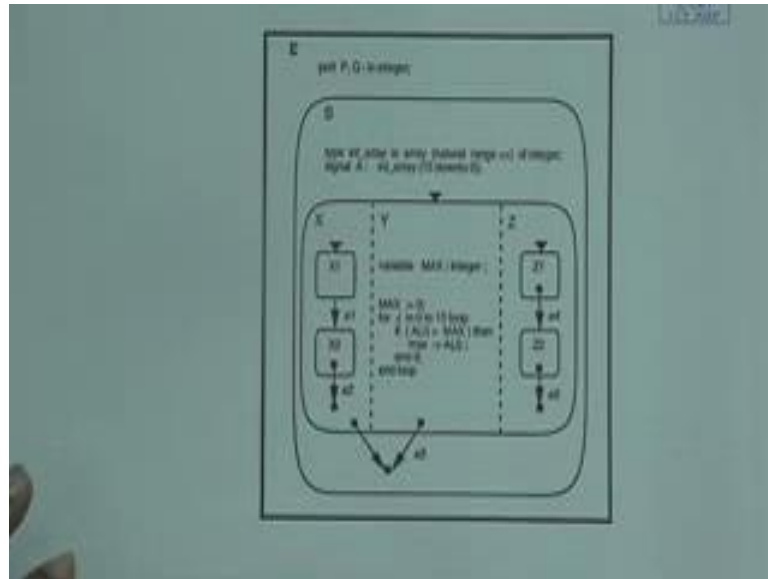 E
port P, Q : in integer;
B
type int_array is array (natural range <>) of integer;
signal A : int_array (15 downto 0);
X
Y
Z
X1
Z1
variable MAX : integer ;
e1
e4
MAX := 0;
for J in 0 to 15 loop
if ( A(J) > MAX ) then
X2
Z2
MAX := A(J) ;
end if;
end loop
e2
e5
e3